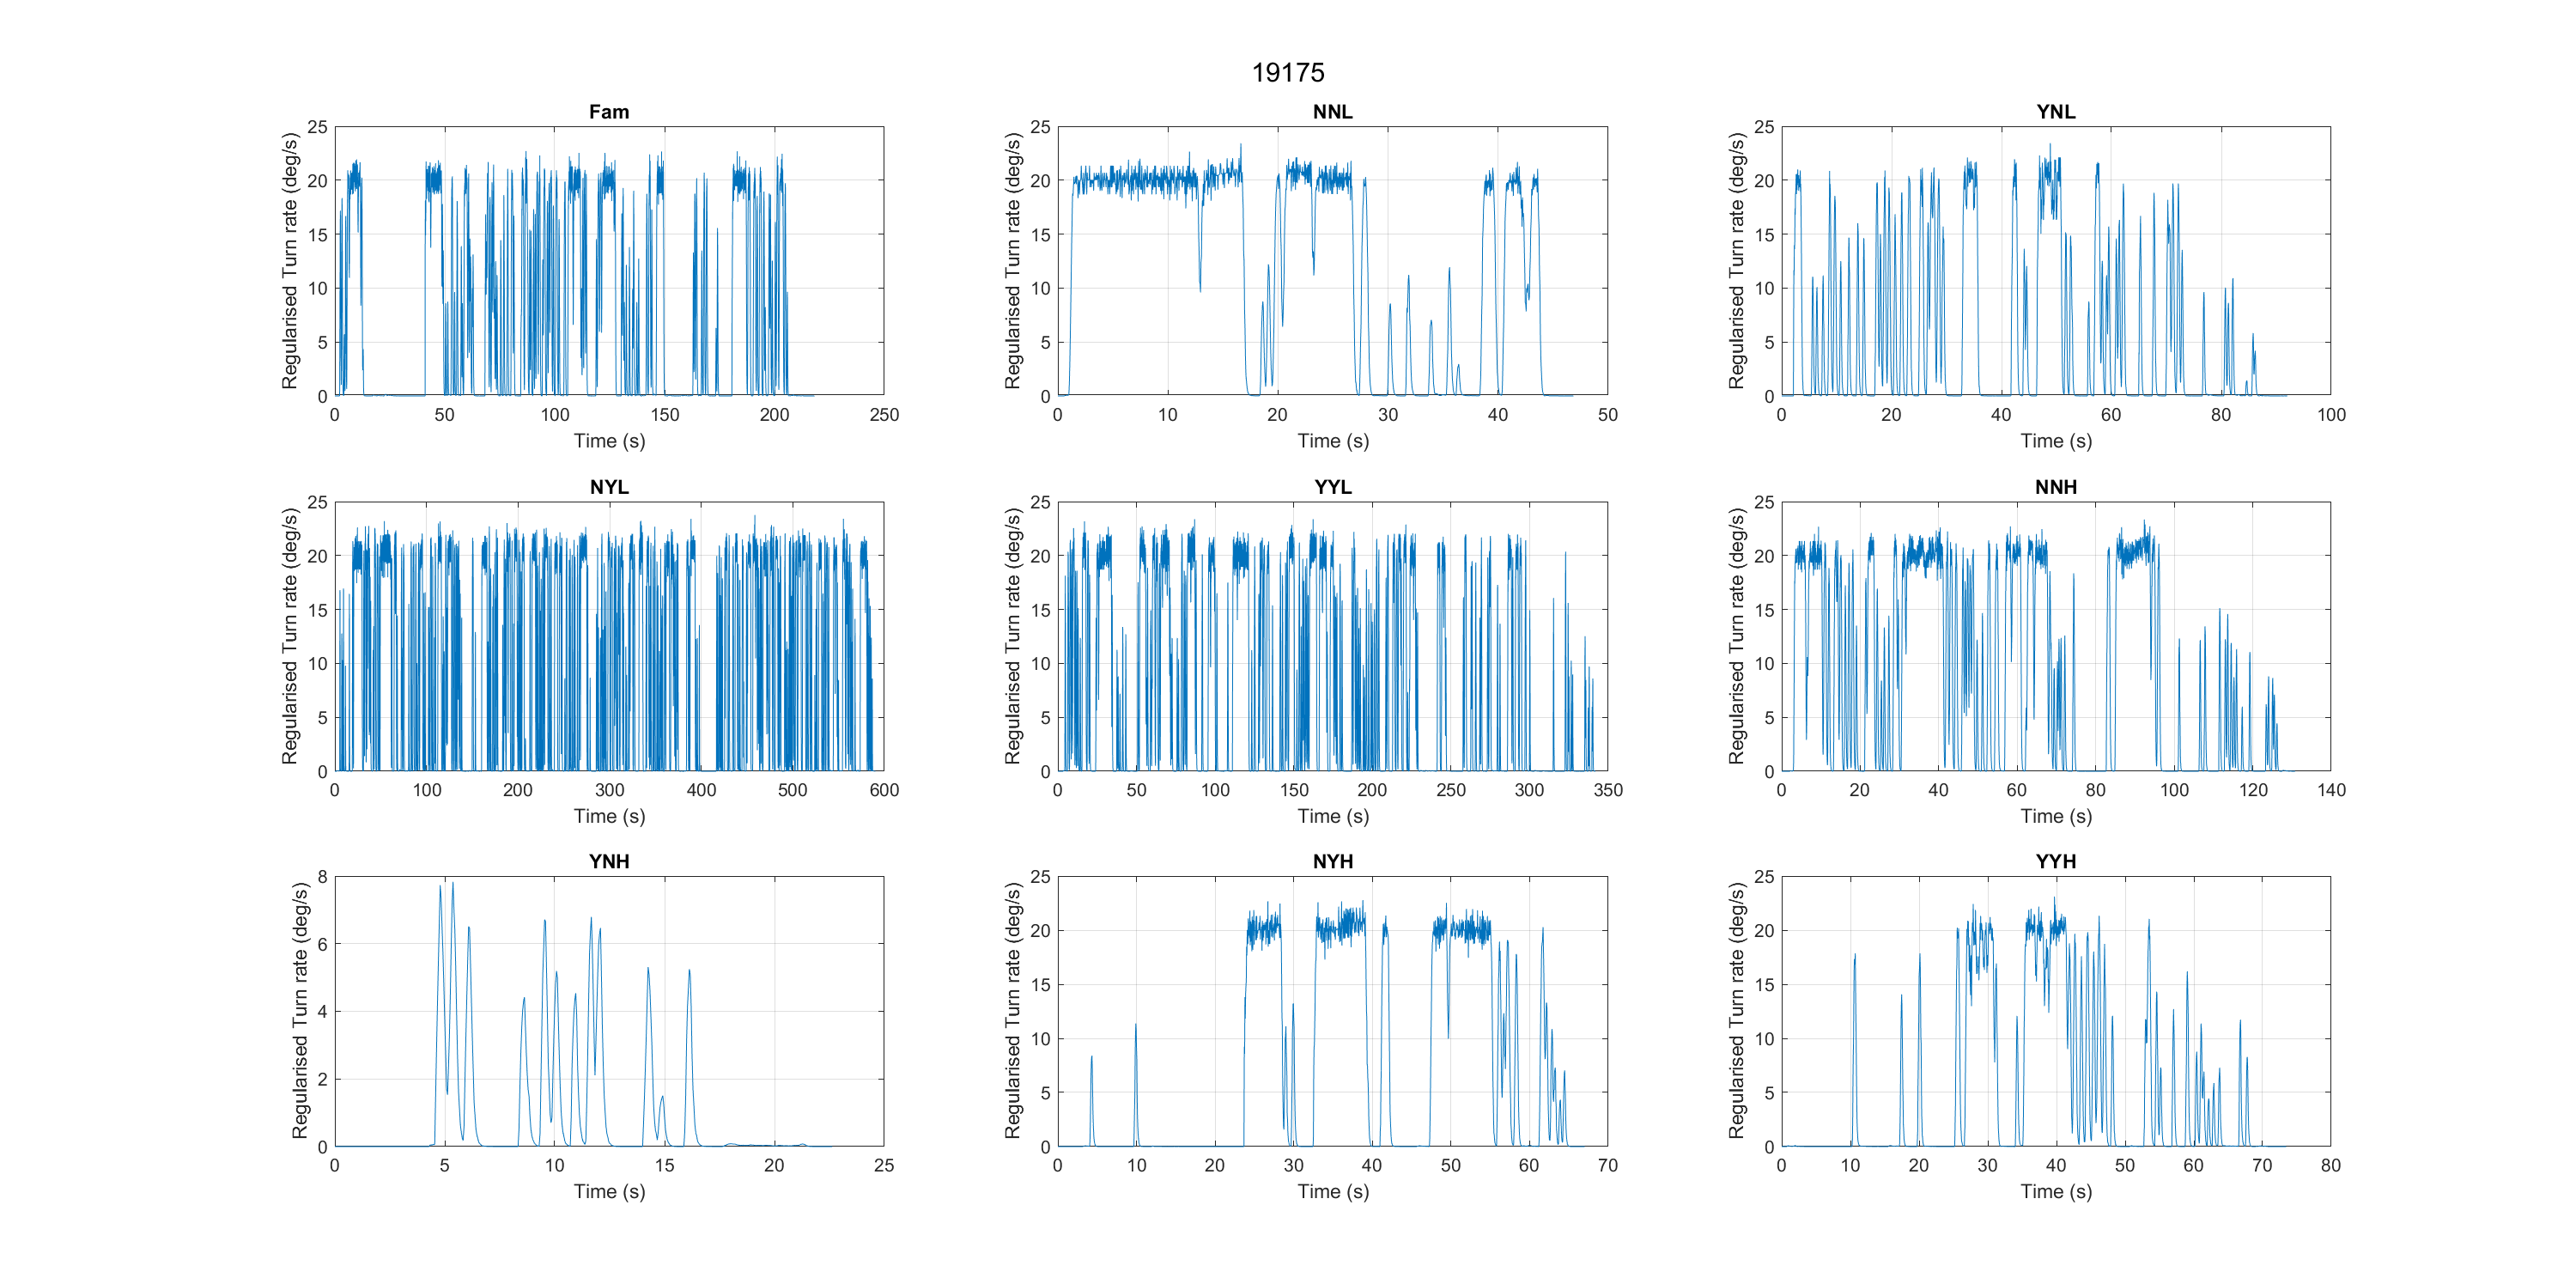 19175
Fam
NNL
YNL
Regularised Turn rate (deg/s)
25
20
15
10
5
0
0 50 100 150 200 250
Time (s)
Regularised Turn rate (deg/s)
25
20
15
10
5
0
0 10 20 30 40 50
Time (s)
Regularised Turn rate (deg/s)
25
20
15
10
5
0
0 20 40 60 80 100
Time (s)
NYL
YYL
NNH
Regularised Turn rate (deg/s)
25
20
15
10
5
0
0 100 200 300 400 500 600
Time (s)
Regularised Turn rate (deg/s)
25
20
15
10
5
0
0 50 100 150 200 250 300 350
Time (s)
Regularised Turn rate (deg/s)
25
20
15
10
5
0
0 20 40 60 80 100 120 140
Time (s)
YNH
NYH
YYH
Regularised Turn rate (deg/s)
8
6
4
2
0
0 5 10 15 20 25
Time (s)
Regularised Turn rate (deg/s)
25
20
15
10
5
0
0 10 20 30 40 50 60 70
Time (s)
Regularised Turn rate (deg/s)
25
20
15
10
5
0
0 10 20 30 40 50 60 70 80
Time (s)